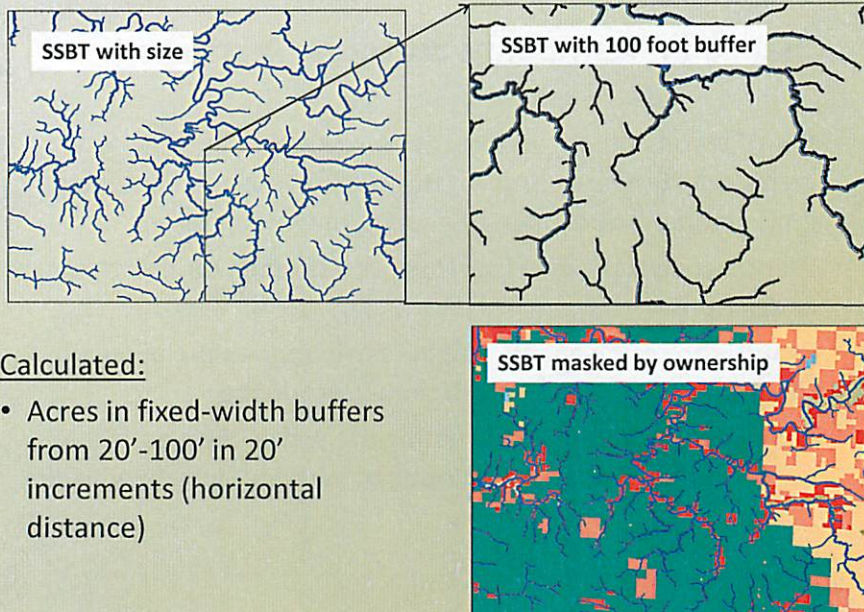 SSBT with size
SSBT with 100 foot buffer
Calculated:
• Acres in fixed-width buffers
from 20’-100’ in 20’
increments (horizontal
distance)
SSBT masked by ownership